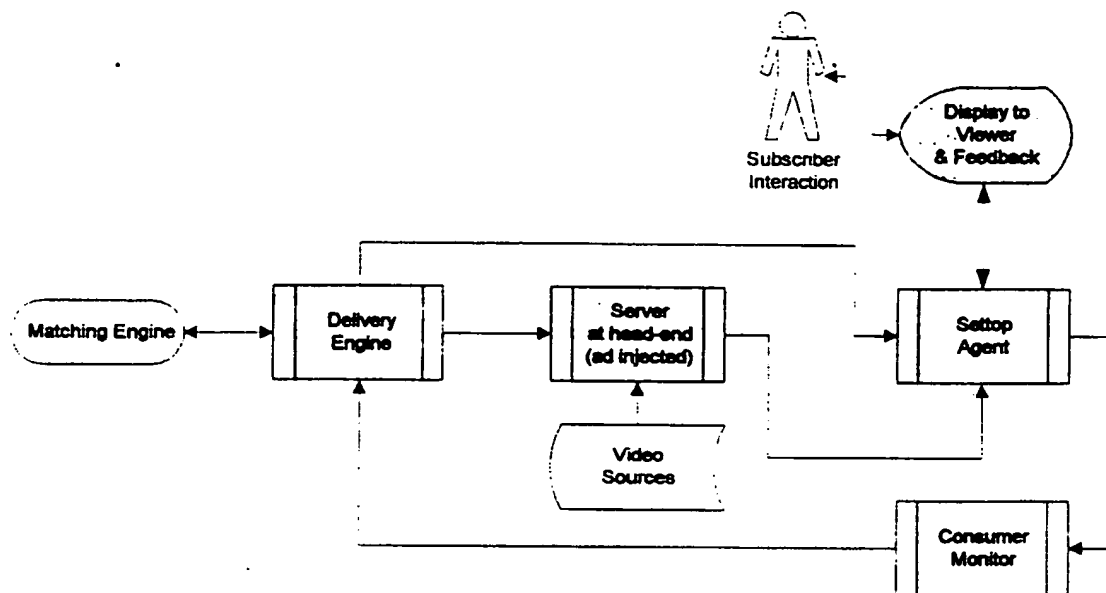 Subscriber
Interaction
Display to
Viewer
& Feedback
Matching Engine
Delivery
Engine
Server
at head-end
(ad injected)
Settop
Agent
Video
Sources
Consumer
Monitor